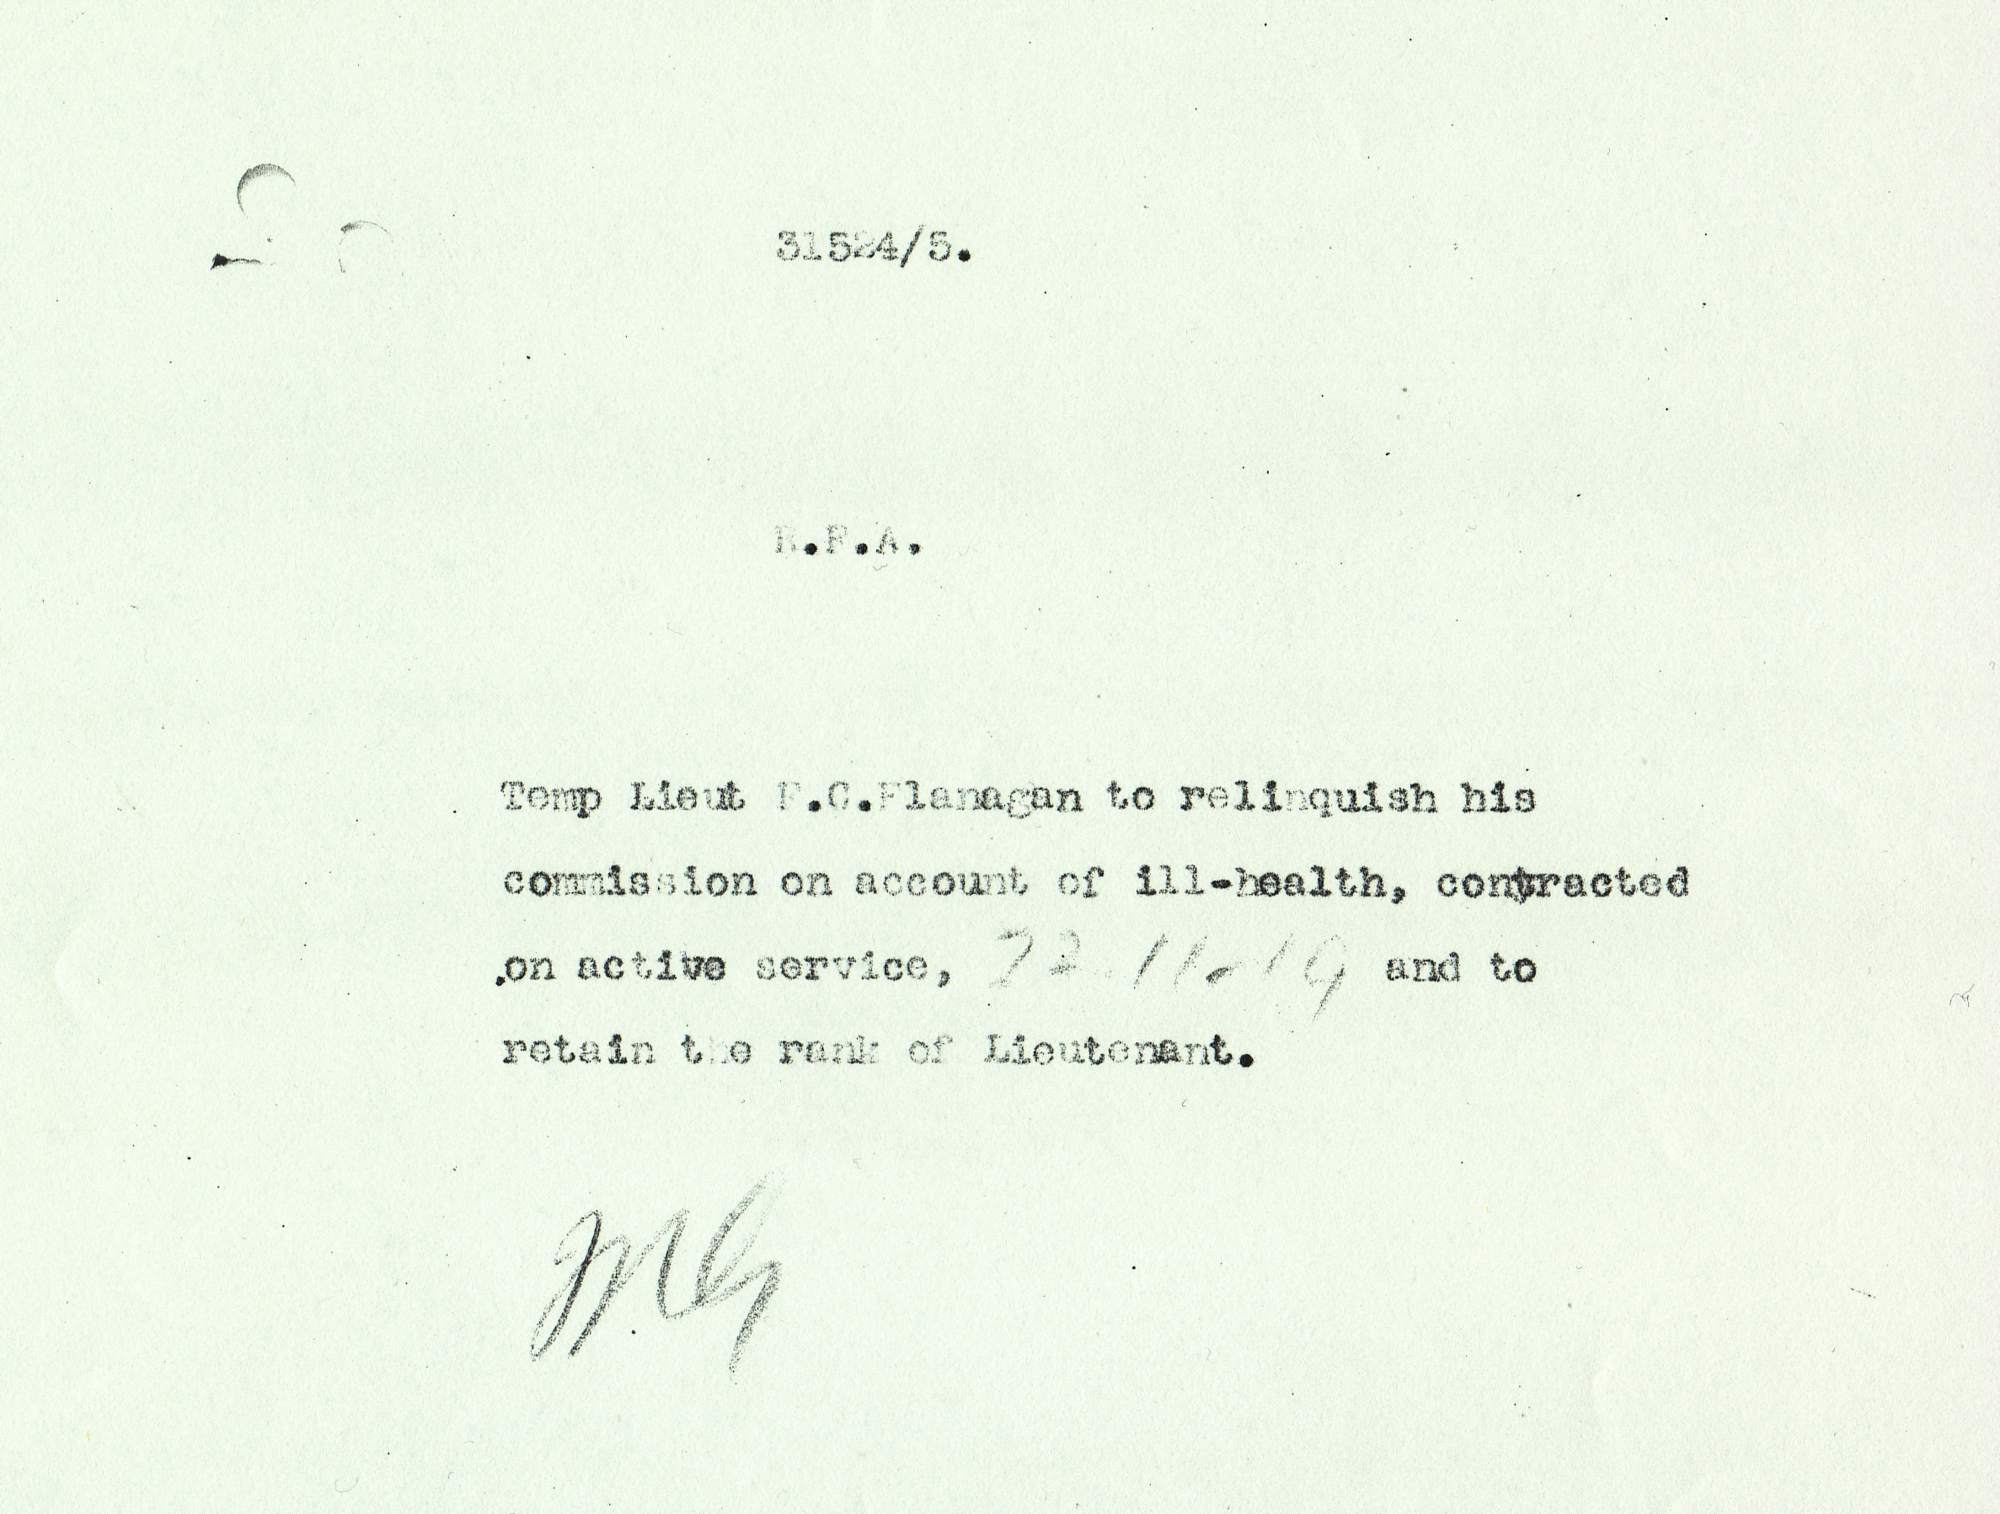 31524/5.
R.F.A.
Temp Lieut F.C.Flanagan to relinquish his
commission on account of ill-health, contracted
on active service, 22.11.19 and to
retain the rank of Lieutenant.